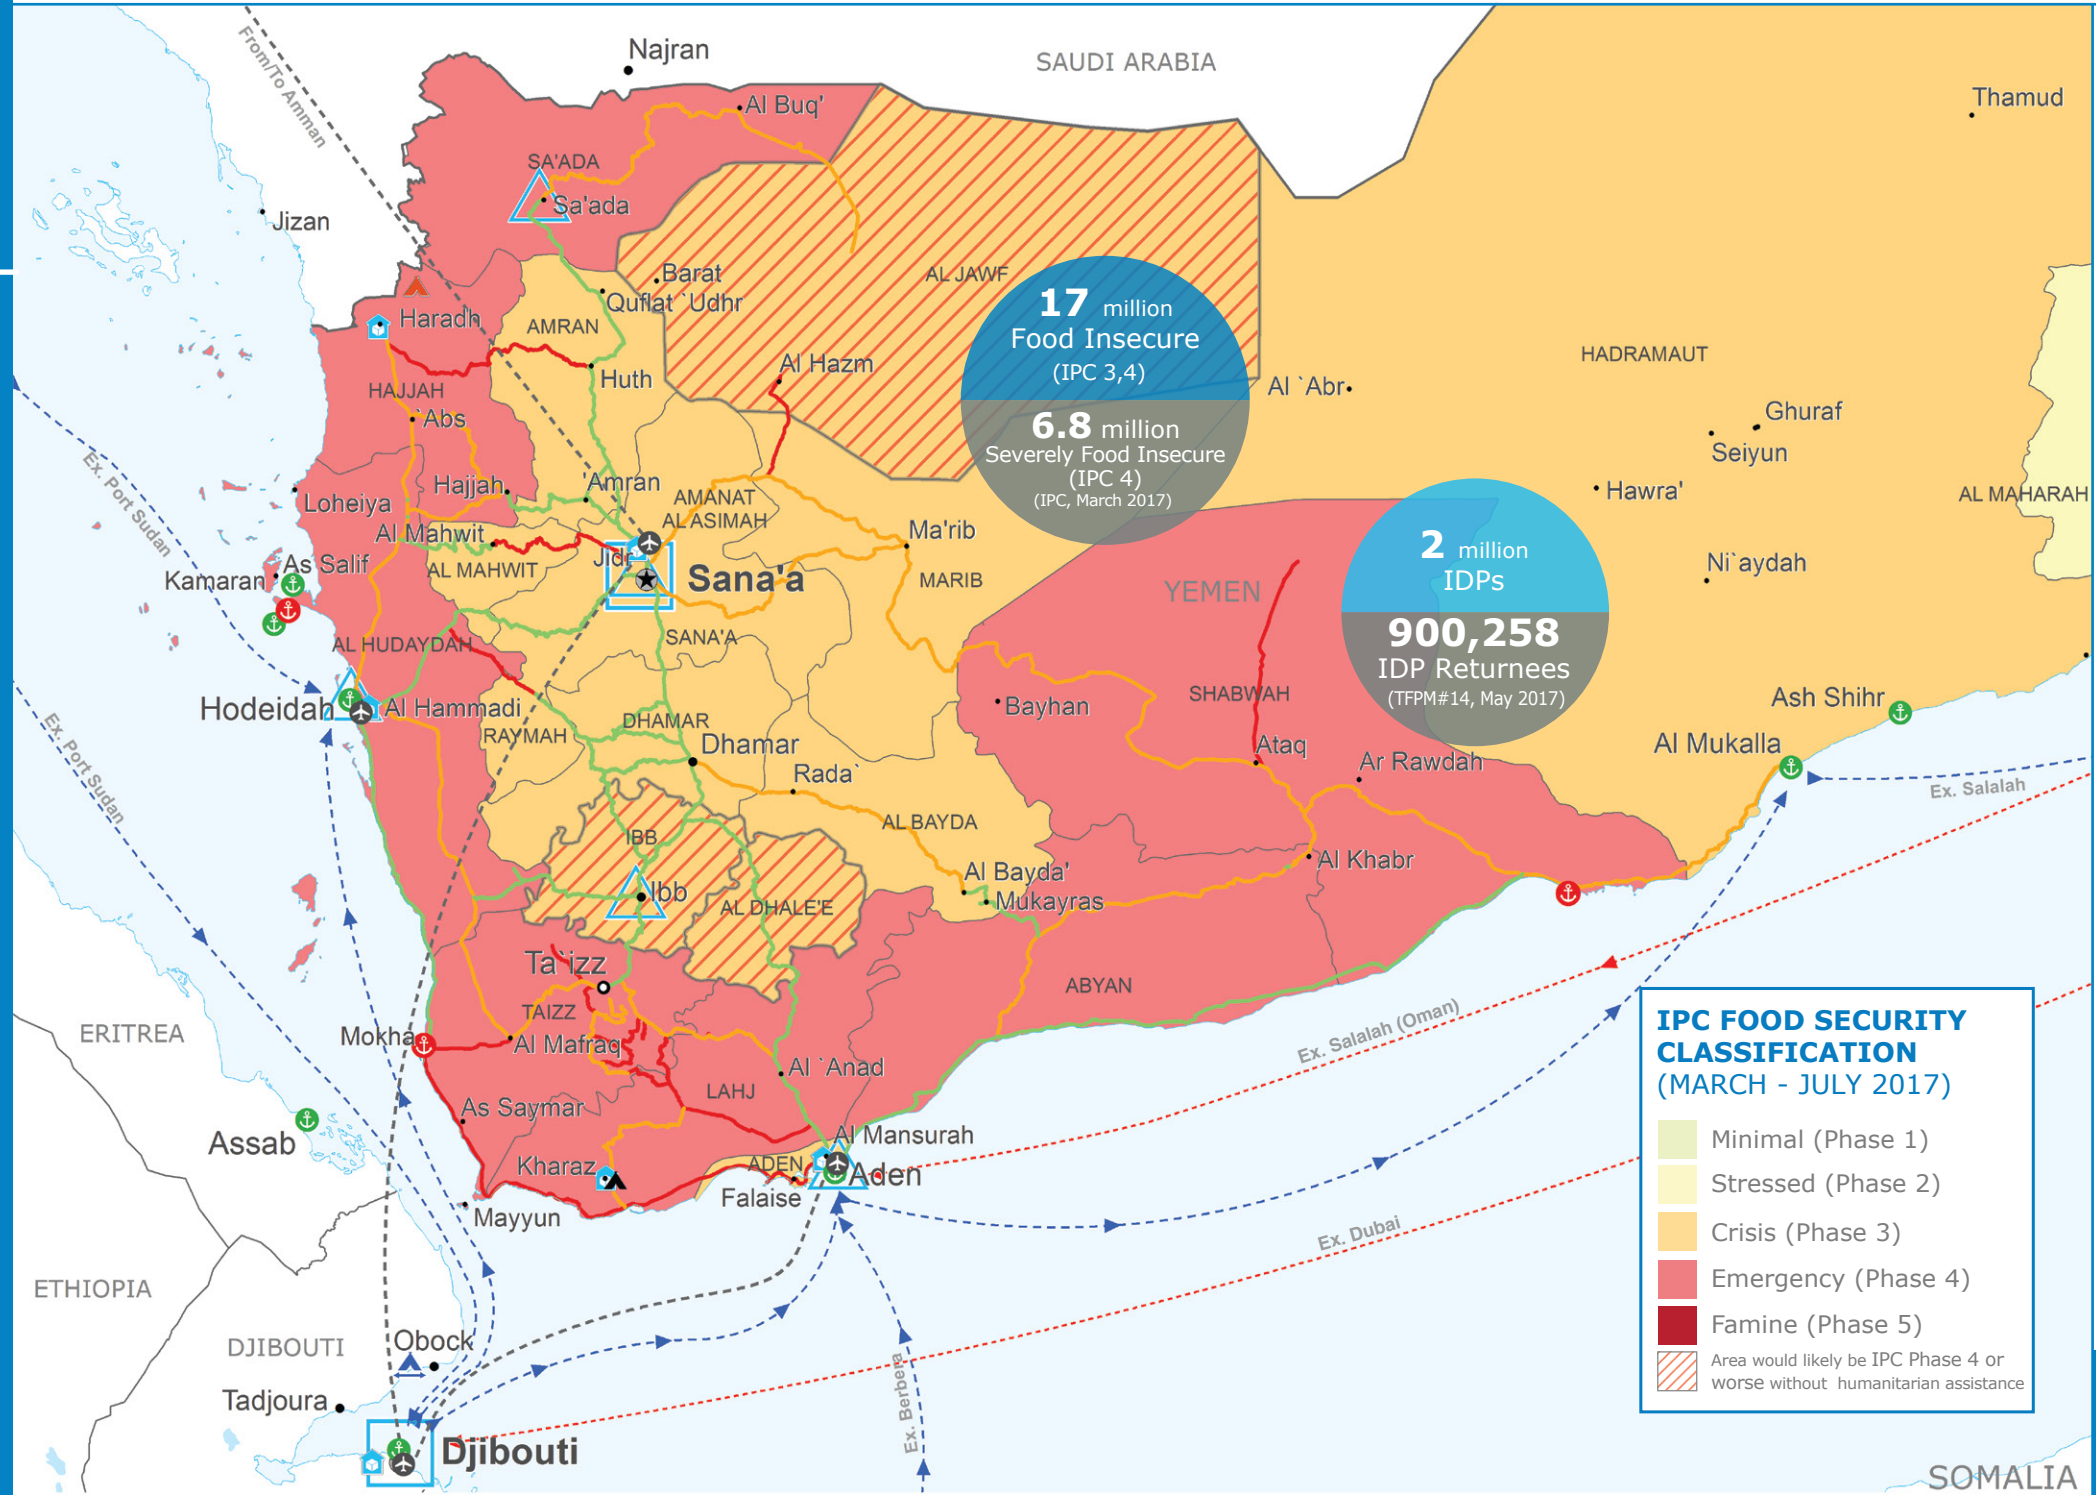 From/To Amman
Najran
SAUDI ARABIA
Thamud
Al Buq'
SA'ADA
Sa'ada
Jizan
Barat
AL JAWF
Quflat `Udhr
Haradh
AMRAN
17 million
Food Insecure
(IPC 3,4)
6.8 million
Severely Food Insecure
(IPC 4)
(IPC, March 2017)
HADRAMAUT
Al Hazm
Huth
HAJJAH
Al `Abr
Ghuraf
Seiyun
`Abs
Ex. Port Sudan
Hajjah
'Amran
AMANAT
AL ASIMAH
Hawra'
AL MAHARAH
Loheiya
Al Mahwit
Ma'rib
Jidr
As Salif
Kamaran
AL MAHWIT
Sana'a
MARIB
YEMEN
2 million
IDPs
900,258
IDP Returnees
(TFPM#14, May 2017)
Ni`aydah
AL HUDAYDAH
SANA'A
SHABWAH
Ash Shihr
Hodeidah
Al Hammadi
Bayhan
Ex. Port Sudan
RAYMAH
DHAMAR
Dhamar
Ataq
Ar Rawdah
Al Mukalla
Rada`
Ex. Salalah
IBB
AL BAYDA
Al Khabr
Al Bayda'
Ibb
Mukayras
AL DHALE'E
Ta`izz
ABYAN
TAIZZ
ERITREA
Mokha
Al Mafraq
Ex. Salalah (Oman)
Al `Anad
LAHJ
As Saymar
Assab
Al Mansurah
Kharaz
ADEN
Aden
Falaise
Mayyun
Ex. Dubai
ETHIOPIA
DJIBOUTI
Obock
Tadjoura
Ex. Berbera
Djibouti
SOMALIA
IPC FOOD SECURITY
CLASSIFICATION
(MARCH - JULY 2017)
Minimal (Phase 1)
Stressed (Phase 2)
Crisis (Phase 3)
Emergency (Phase 4)
Famine (Phase 5)
Area would likely be IPC Phase 4 or
worse without humanitarian assistance